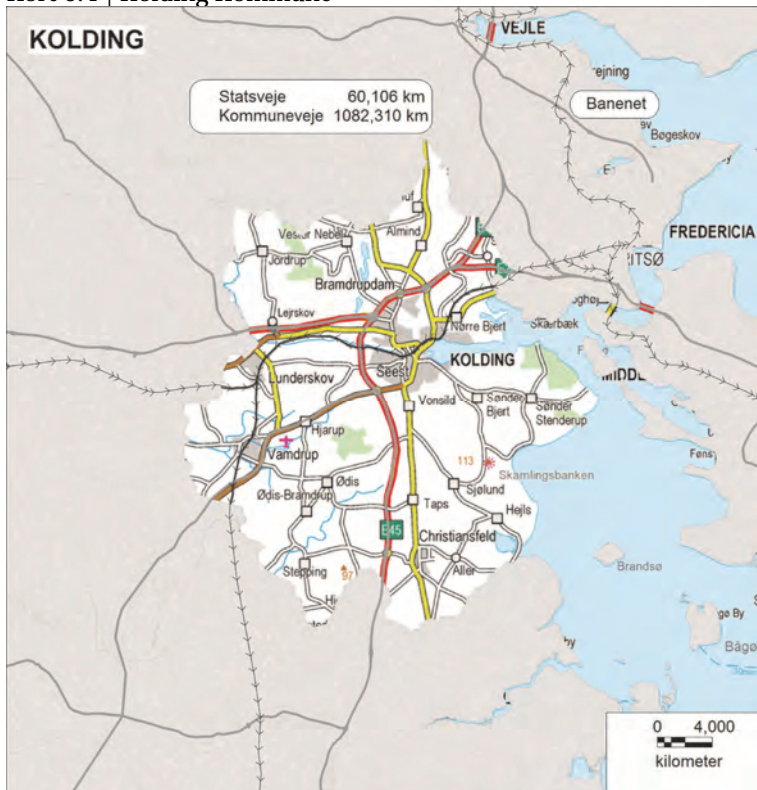 KOLDING
VEJLE
Statsveje 60,106 km
Kommuneveje 1082,310 km
Banenet
Bøgeskov
FREDERICIA
Vester Nebel
Almind
Jordrup
Bramdrupdam
Lejrskov
Nørre Bjert
Skærbæk
KOLDING
Seest
Lunderskov
Vonsild
Sønder
Bjert
Sønder
Stenderup
Hjarup
Vamdrup
113
Skamlingsbanken
Ødis
Sjølund
Ødis-Bramdrup
Taps
Hejls
E45
Christiansfeld
Aller
Stepping
97
Brandsø
0 4,000
kilometer